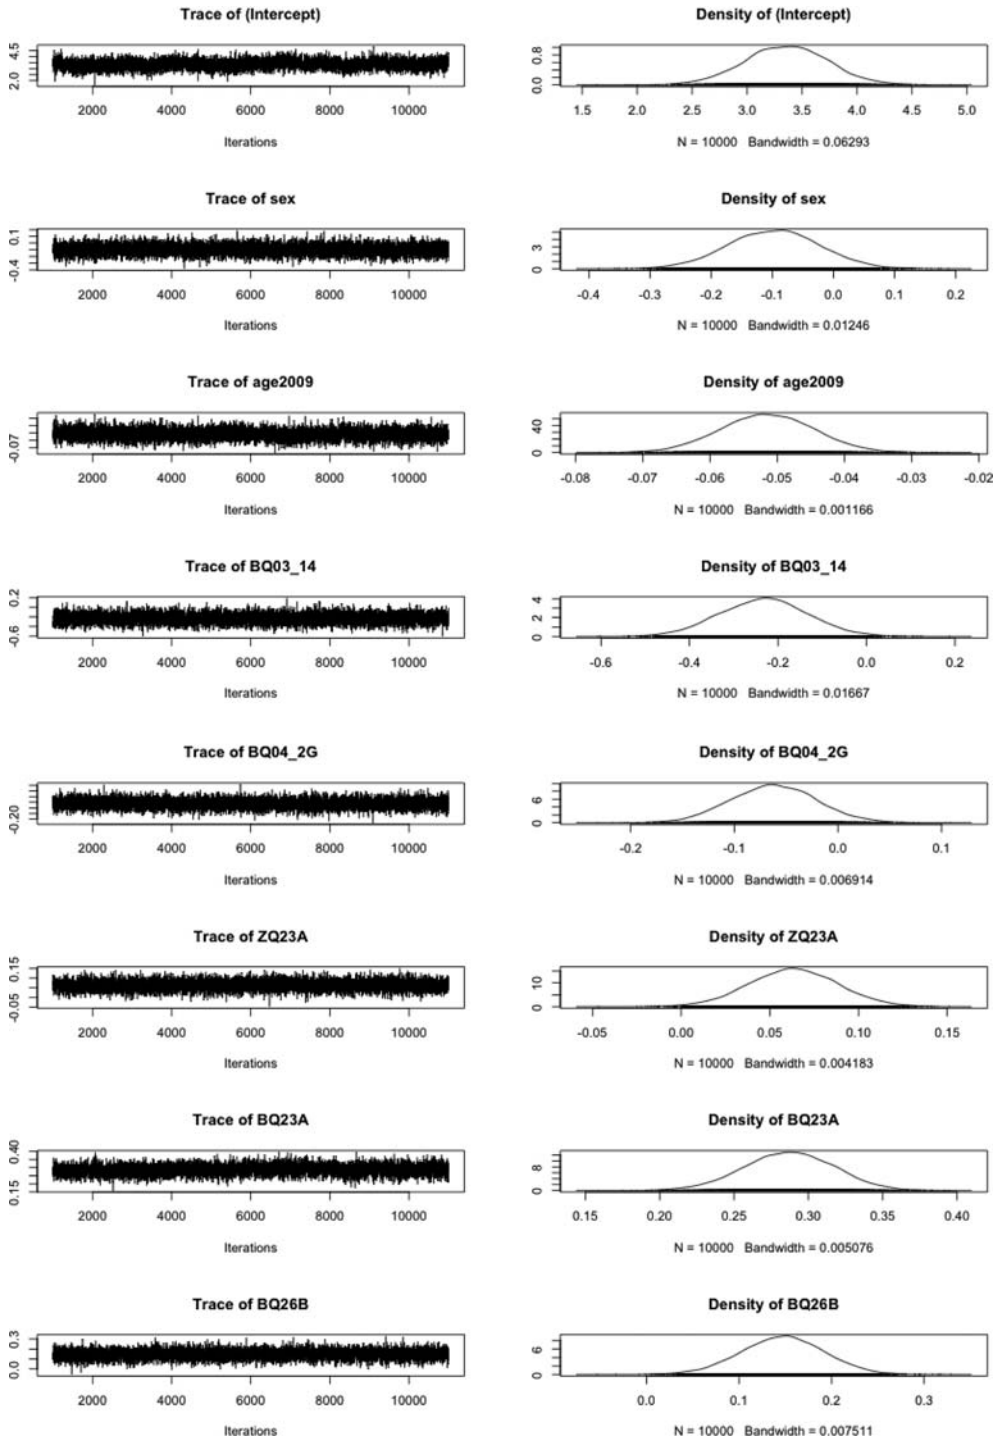 Trace of (Intercept)
Density of (Intercept)
2.0 4.5
0.0 0.8
2000 4000 6000 8000 10000
1.5 2.0 2.5 3.0 3.5 4.0 4.5 5.0
Iterations
N = 10000 Bandwidth = 0.06293
Trace of sex
Density of sex
-0.4 0.1
0 3
2000 4000 6000 8000 10000
-0.4 -0.3 -0.2 -0.1 0.0 0.1 0.2
Iterations
N = 10000 Bandwidth = 0.01246
Trace of age2009
Density of age2009
-0.07
0 40
2000 4000 6000 8000 10000
-0.08 -0.07 -0.06 -0.05 -0.04 -0.03 -0.02
Iterations
N = 10000 Bandwidth = 0.001166
Trace of BQ03_14
Density of BQ03_14
-0.6 0.2
0 2 4
2000 4000 6000 8000 10000
-0.6 -0.4 -0.2 0.0 0.2
Iterations
N = 10000 Bandwidth = 0.01667
Trace of BQ04_2G
Density of BQ04_2G
-0.20
0 6
2000 4000 6000 8000 10000
-0.2 -0.1 0.0 0.1
Iterations
N = 10000 Bandwidth = 0.006914
Trace of ZQ23A
Density of ZQ23A
-0.05 0.15
0 10
2000 4000 6000 8000 10000
-0.05 0.00 0.05 0.10 0.15
Iterations
N = 10000 Bandwidth = 0.004183
Trace of BQ23A
Density of BQ23A
0.15 0.40
0 8
2000 4000 6000 8000 10000
0.15 0.20 0.25 0.30 0.35 0.40
Iterations
N = 10000 Bandwidth = 0.005076
Trace of BQ26B
Density of BQ26B
0.0 0.3
0 6
2000 4000 6000 8000 10000
0.0 0.1 0.2 0.3
Iterations
N = 10000 Bandwidth = 0.007511